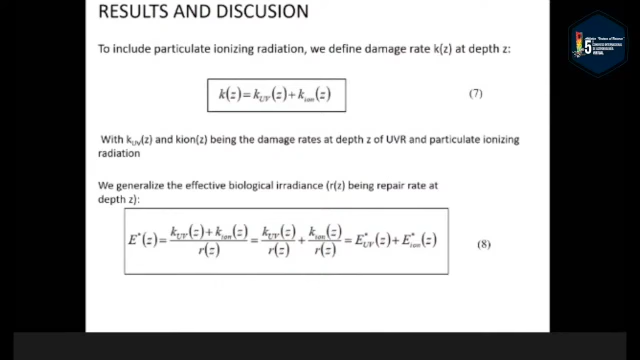 RESULTS AND DISCUSION
To include particulate ionizing radiation, we define damage rate k(z) at depth z:
k(z) = k_UV(z) + k_ion(z) (7)
With k_UV(z) and kion(z) being the damage rates at depth z of UVR and particulate ionizing
radiation
We generalize the effective biological irradiance (r(z) being repair rate at
depth z):
E*(z) = (k_UV(z) + k_ion(z))/r(z) = k_UV(z)/r(z) + k_ion(z)/r(z) = E*_UV(z) + E*_ion(z) (8)
5